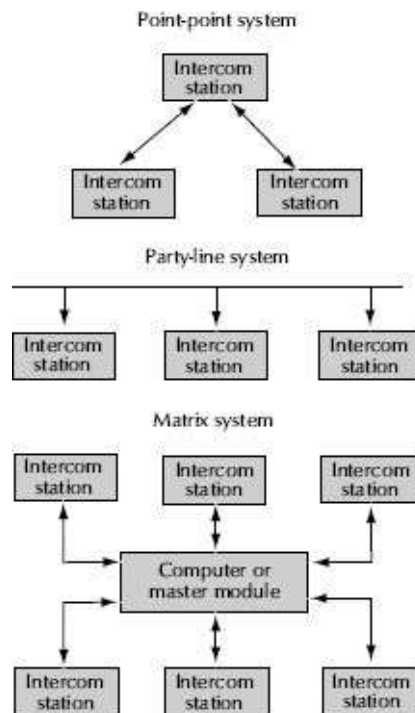 Point-point system
Intercom
station
Intercom
station
Intercom
station
Party-line system
Intercom
station
Intercom
station
Intercom
station
Matrix system
Intercom
station
Intercom
station
Intercom
station
Computer or
master module
Intercom
station
Intercom
station
Intercom
station